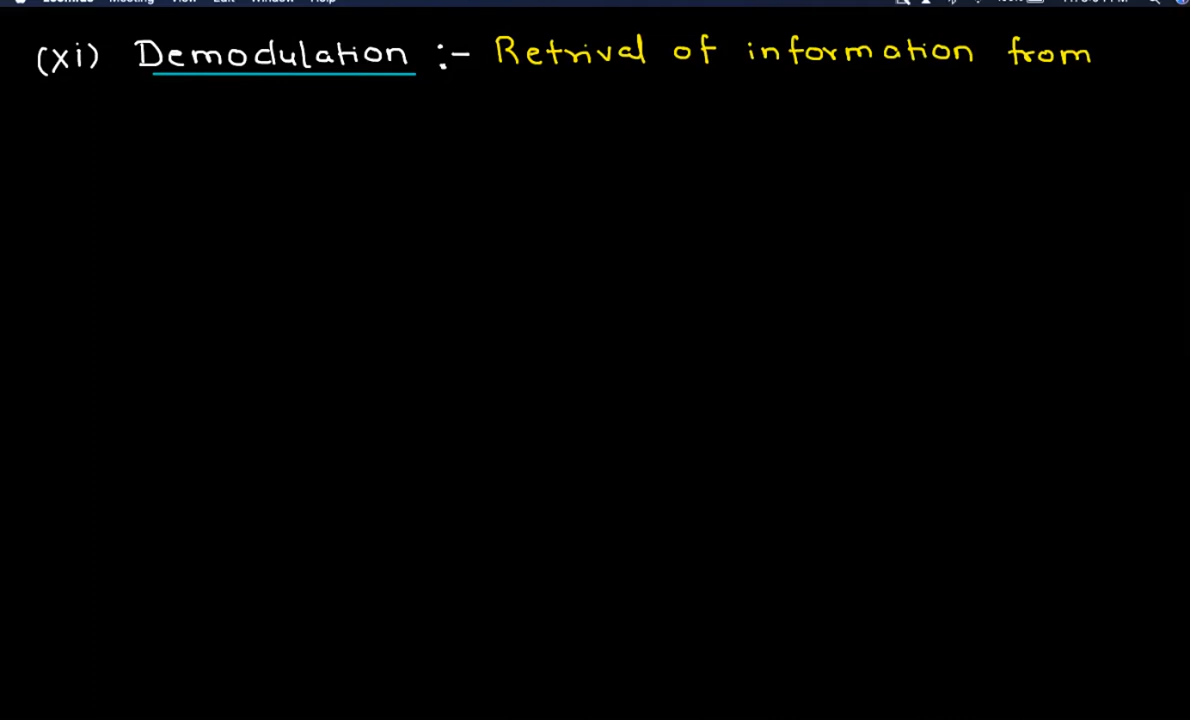 (xi) Demodulation :- Retrival of information from